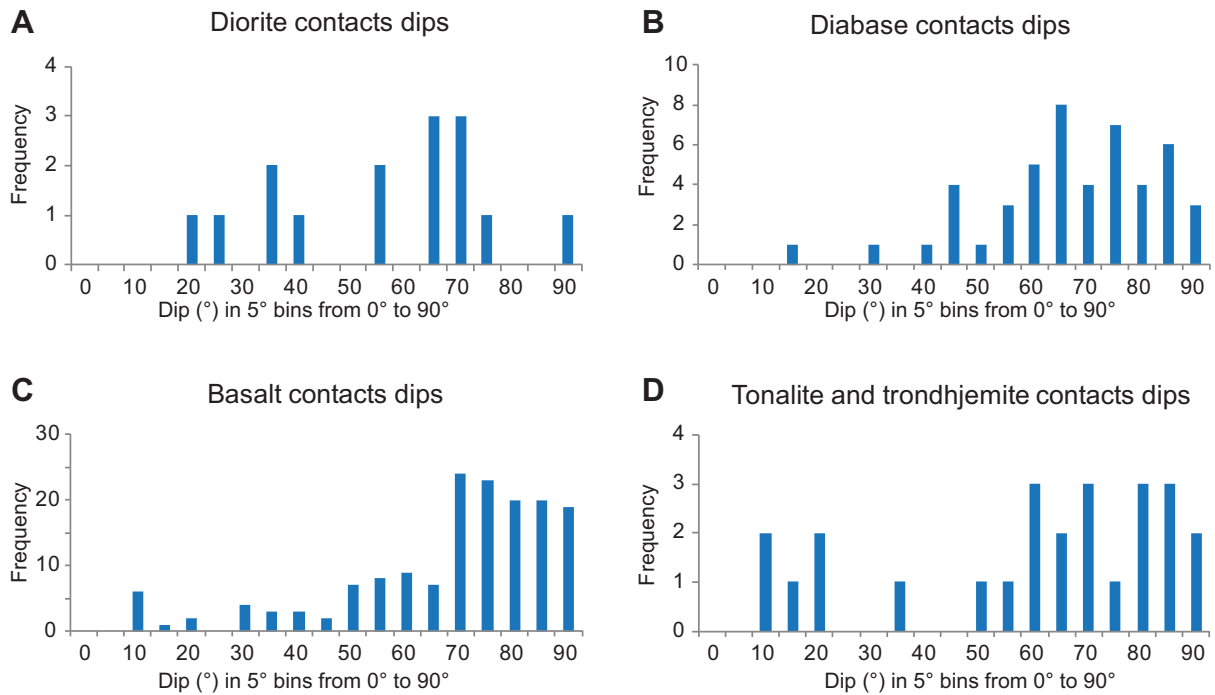 A
Diorite contacts dips
Frequency
4
3
2
1
0
0 10 20 30 40 50 60 70 80 90
Dip (°) in 5° bins from 0° to 90°
B
Diabase contacts dips
Frequency
10
8
6
4
2
0
0 10 20 30 40 50 60 70 80 90
Dip (°) in 5° bins from 0° to 90°
C
Basalt contacts dips
Frequency
30
20
10
0
0 10 20 30 40 50 60 70 80 90
Dip (°) in 5° bins from 0° to 90°
D
Tonalite and trondhjemite contacts dips
Frequency
4
3
2
1
0
0 10 20 30 40 50 60 70 80 90
Dip (°) in 5° bins from 0° to 90°